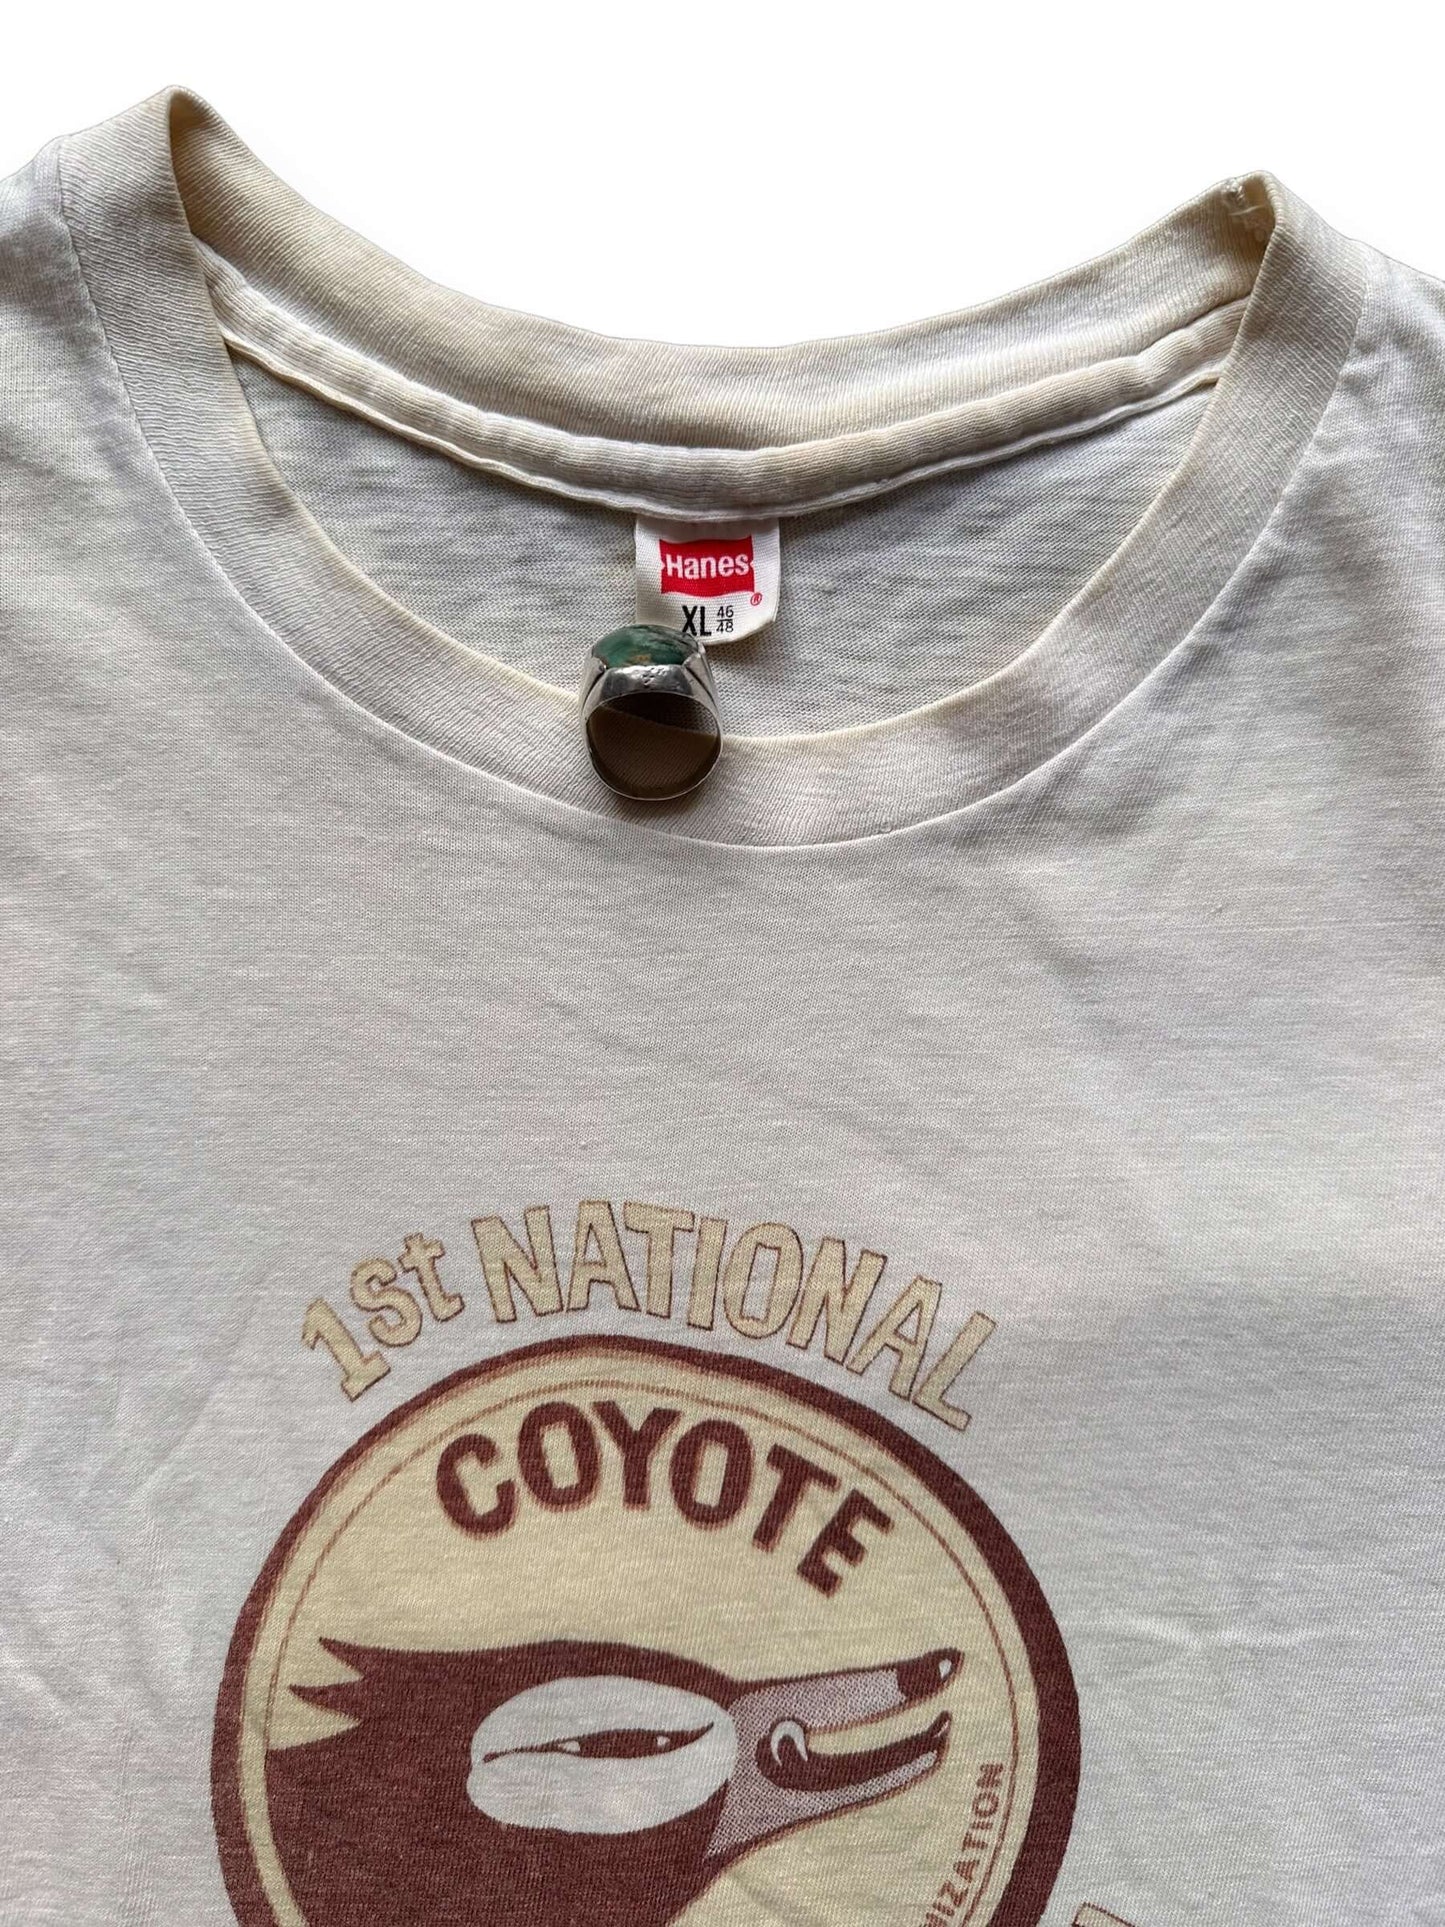 Hanes
®
XL 46/48
1st NATIONAL
COYOTE